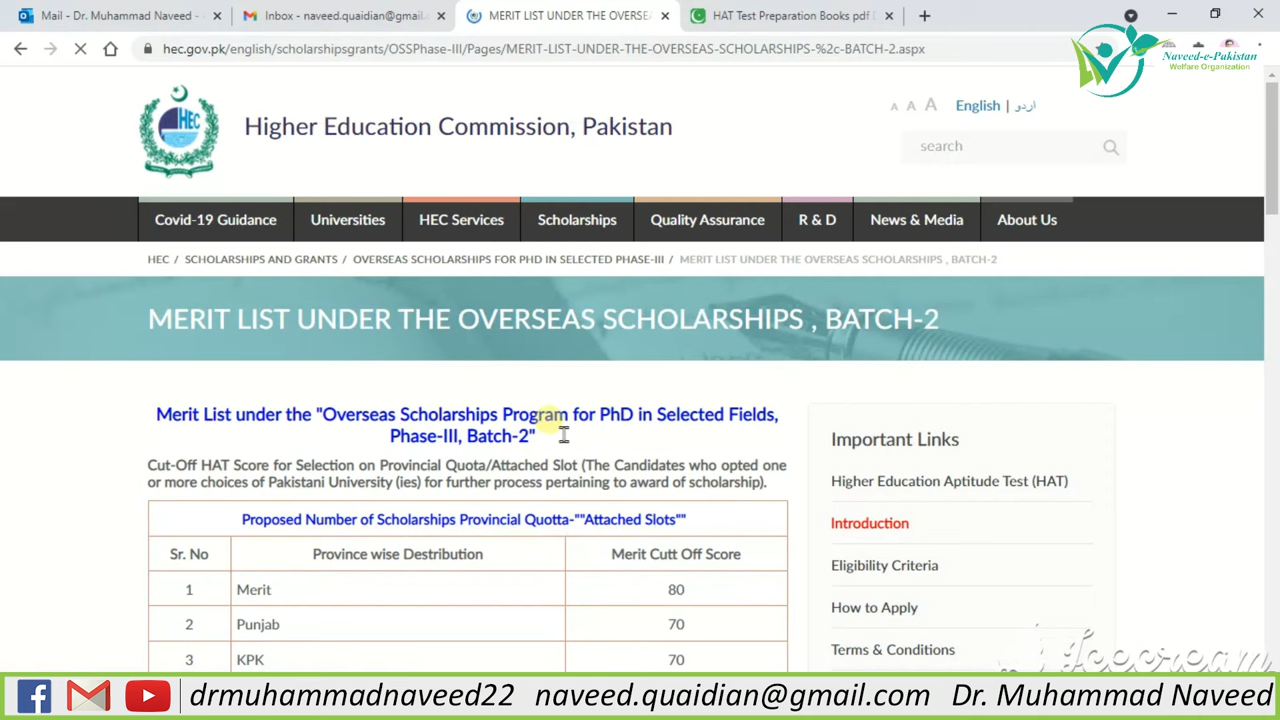 Mail - Dr. Muhammad Naveed -
Inbox - naveed.quaidian@gmail.
MERIT LIST UNDER THE OVERSEA
HAT Test Preparation Books pdf D
hec.gov.pk/english/scholarshipsgrants/OSSPhase-III/Pages/MERIT-LIST-UNDER-THE-OVERSEAS-SCHOLARSHIPS-%2c-BATCH-2.aspx
Naveed-e-Pakistan
Welfare Organization
HEC
Higher Education Commission, Pakistan
A A A English | اردو
search
Covid-19 Guidance Universities HEC Services Scholarships Quality Assurance R & D News & Media About Us
HEC / SCHOLARSHIPS AND GRANTS / OVERSEAS SCHOLARSHIPS FOR PHD IN SELECTED PHASE-III / MERIT LIST UNDER THE OVERSEAS SCHOLARSHIPS , BATCH-2
MERIT LIST UNDER THE OVERSEAS SCHOLARSHIPS , BATCH-2
Merit List under the "Overseas Scholarships Program for PhD in Selected Fields,
Phase-III, Batch-2"
Cut-Off HAT Score for Selection on Provincial Quota/Attached Slot (The Candidates who opted one
or more choices of Pakistani University (ies) for further process pertaining to award of scholarship).
Proposed Number of Scholarships Provincial Quotta-""Attached Slots""
Sr. No Province wise Destribution Merit Cutt Off Score
1 Merit 80
2 Punjab 70
3 KPK 70
Important Links
Higher Education Aptitude Test (HAT)
Introduction
Eligibility Criteria
How to Apply
Terms & Conditions
Icecream
drmuhammadnaveed22 naveed.quaidian@gmail.com Dr. Muhammad Naveed